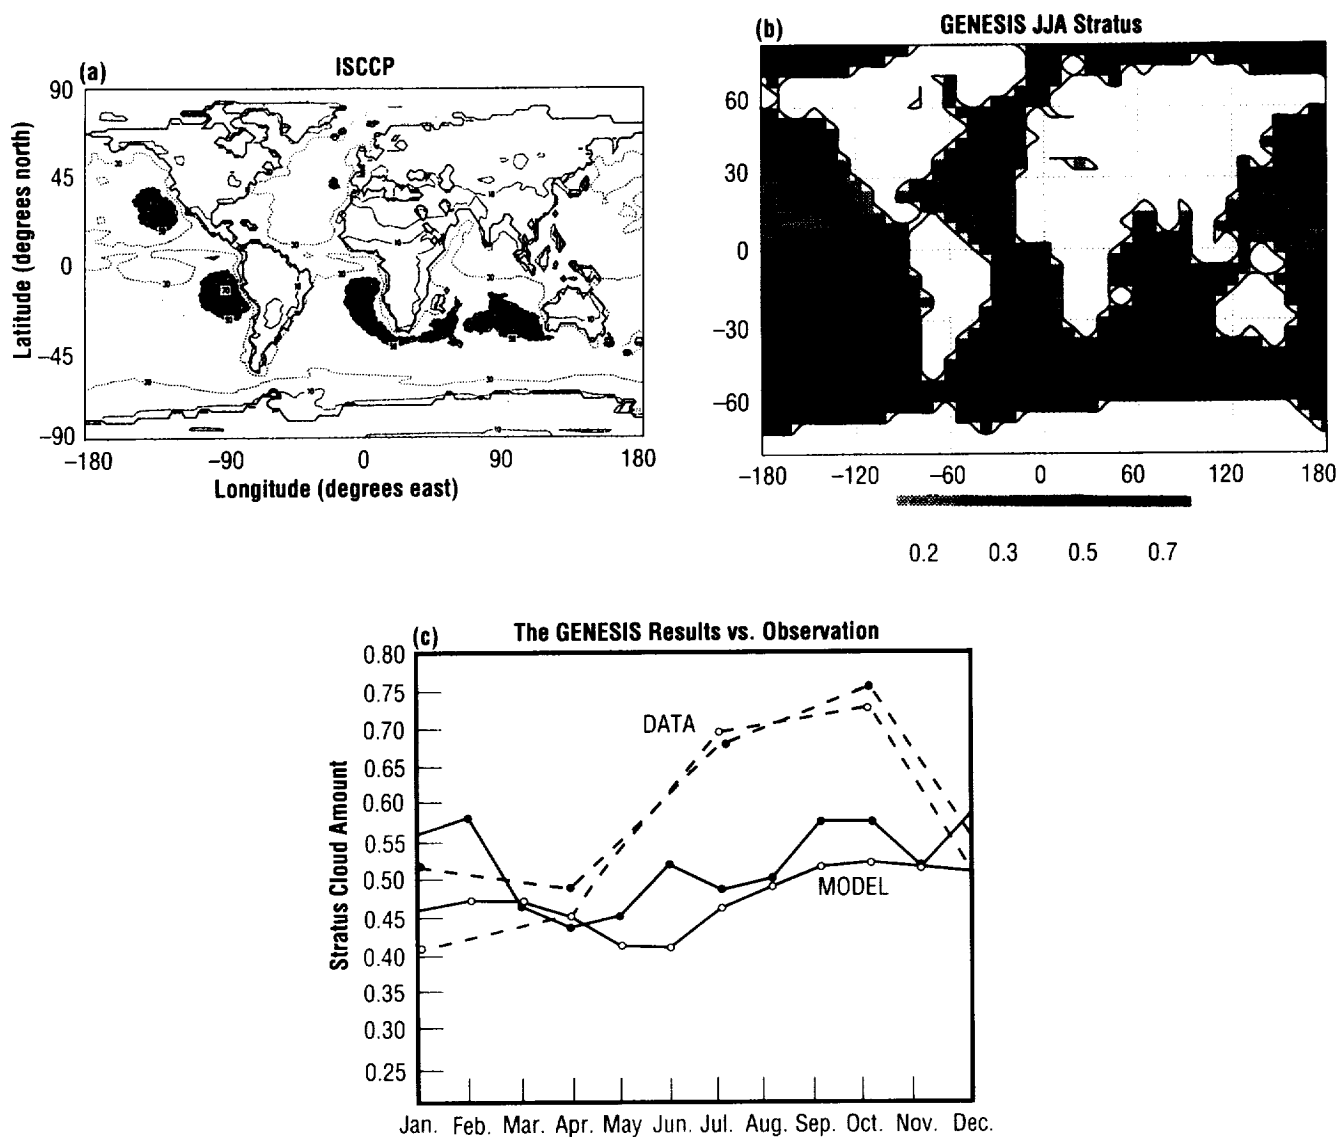 (a)
ISCCP
90
45
0
−45
−90
Latitude (degrees north)
−180
−90
0
90
180
Longitude (degrees east)
(b)
GENESIS JJA Stratus
60
30
0
−30
−60
−180
−120
−60
0
60
120
180
0.2
0.3
0.5
0.7
(c)
The GENESIS Results vs. Observation
0.80
0.75
0.70
0.65
0.60
0.55
0.50
0.45
0.40
0.35
0.30
0.25
Stratus Cloud Amount
DATA
MODEL
Jan.
Feb.
Mar.
Apr.
May
Jun.
Jul.
Aug.
Sep.
Oct.
Nov.
Dec.